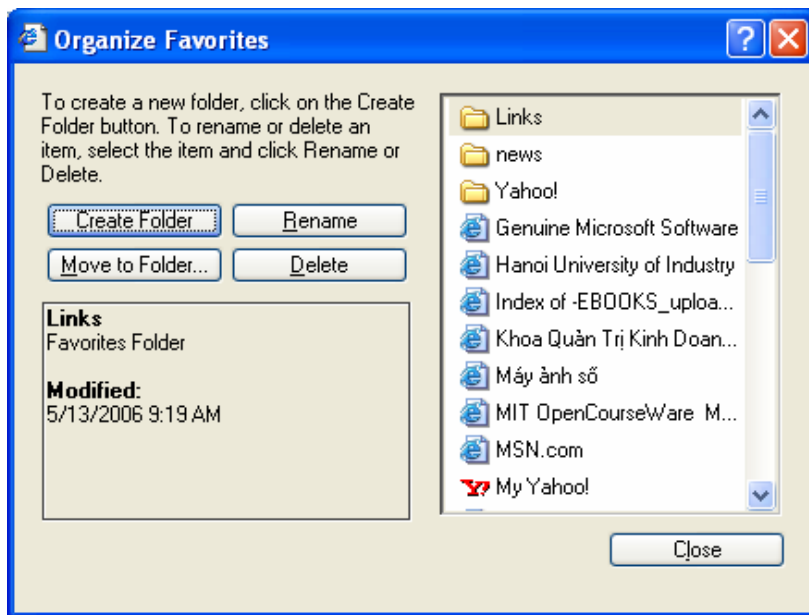 Organize Favorites
To create a new folder, click on the Create
Folder button. To rename or delete an
item, select the item and click Rename or
Delete.
Create Folder
Rename
Move to Folder...
Delete
Links
Favorites Folder
Modified:
5/13/2006 9:19 AM
Links
news
Yahoo!
Genuine Microsoft Software
Hanoi University of Industry
Index of -EBOOKS_uploa...
Khoa Quản Trị Kinh Doan...
Máy ảnh số
MIT OpenCourseWare M...
MSN.com
My Yahoo!
Close